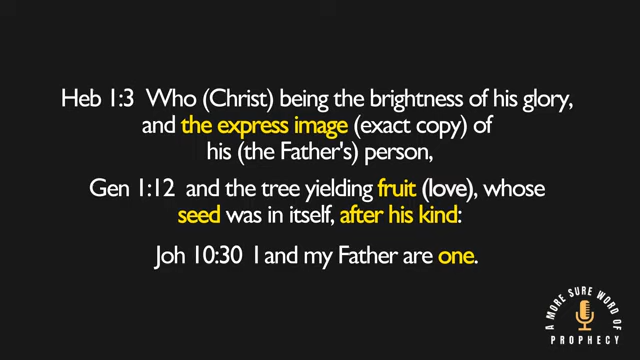 Heb 1:3 Who (Christ) being the brightness of his glory,
and the express image (exact copy) of
his (the Father's) person,
Gen 1:12 and the tree yielding fruit (love), whose
seed was in itself, after his kind:
Joh 10:30 I and my Father are one.
A MORE SURE WORD OF
PROPHECY